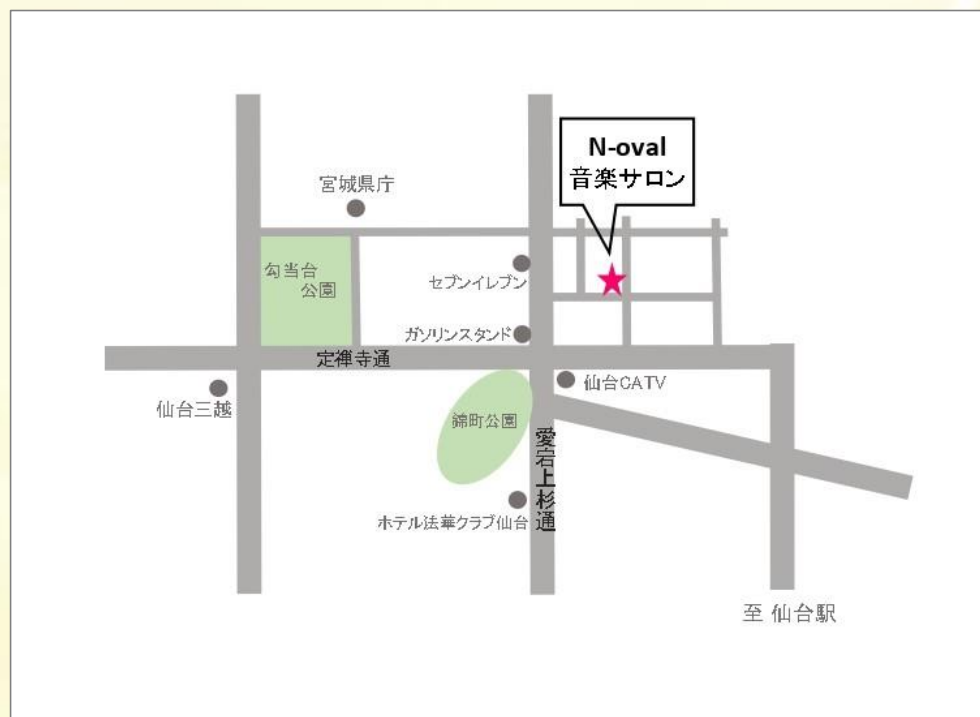 N-oval
音楽サロン
宮城県庁
勾当台
公園
セブンイレブン
ガソリンスタンド
定禅寺通
仙台CATV
仙台三越
錦町公園
愛宕上杉通
ホテル法華クラブ仙台
至 仙台駅